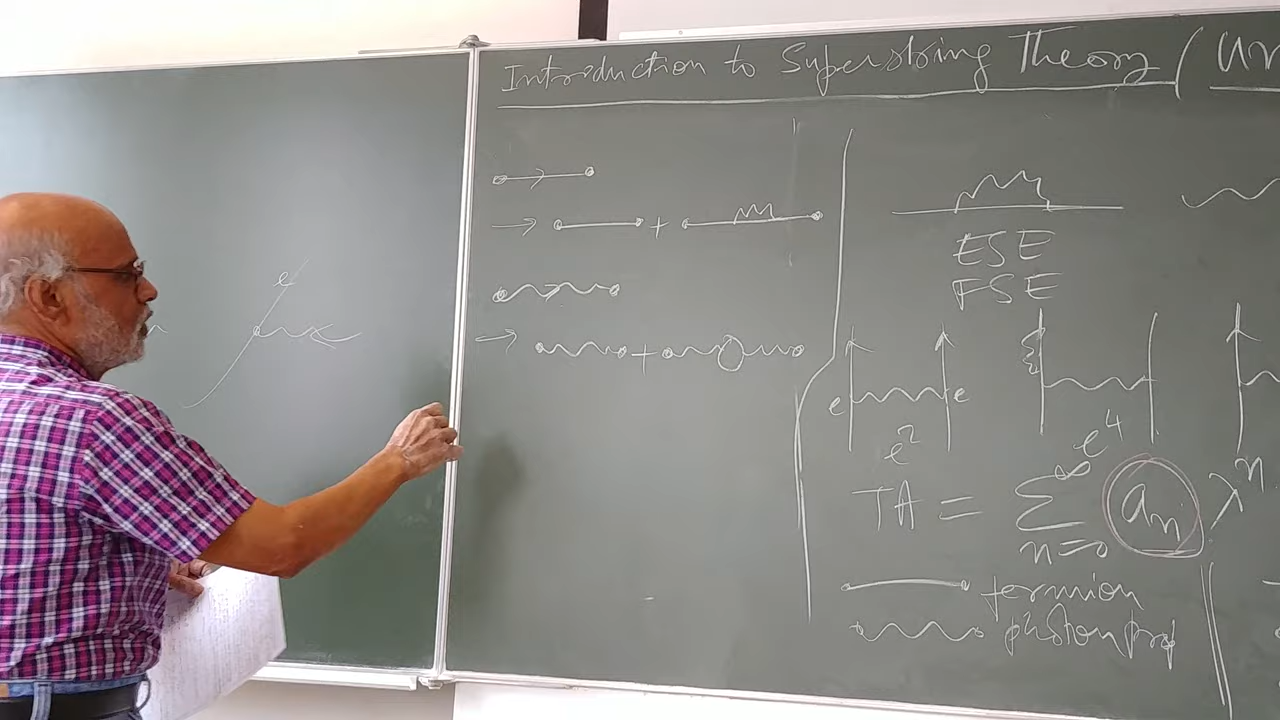 Introduction to Superstring Theory (
e
→ +
→ +
ESE
FSE
e e
e²
e⁴
TA = ∑ n=0 ∞ aₙ λⁿ
fermion
photon prop